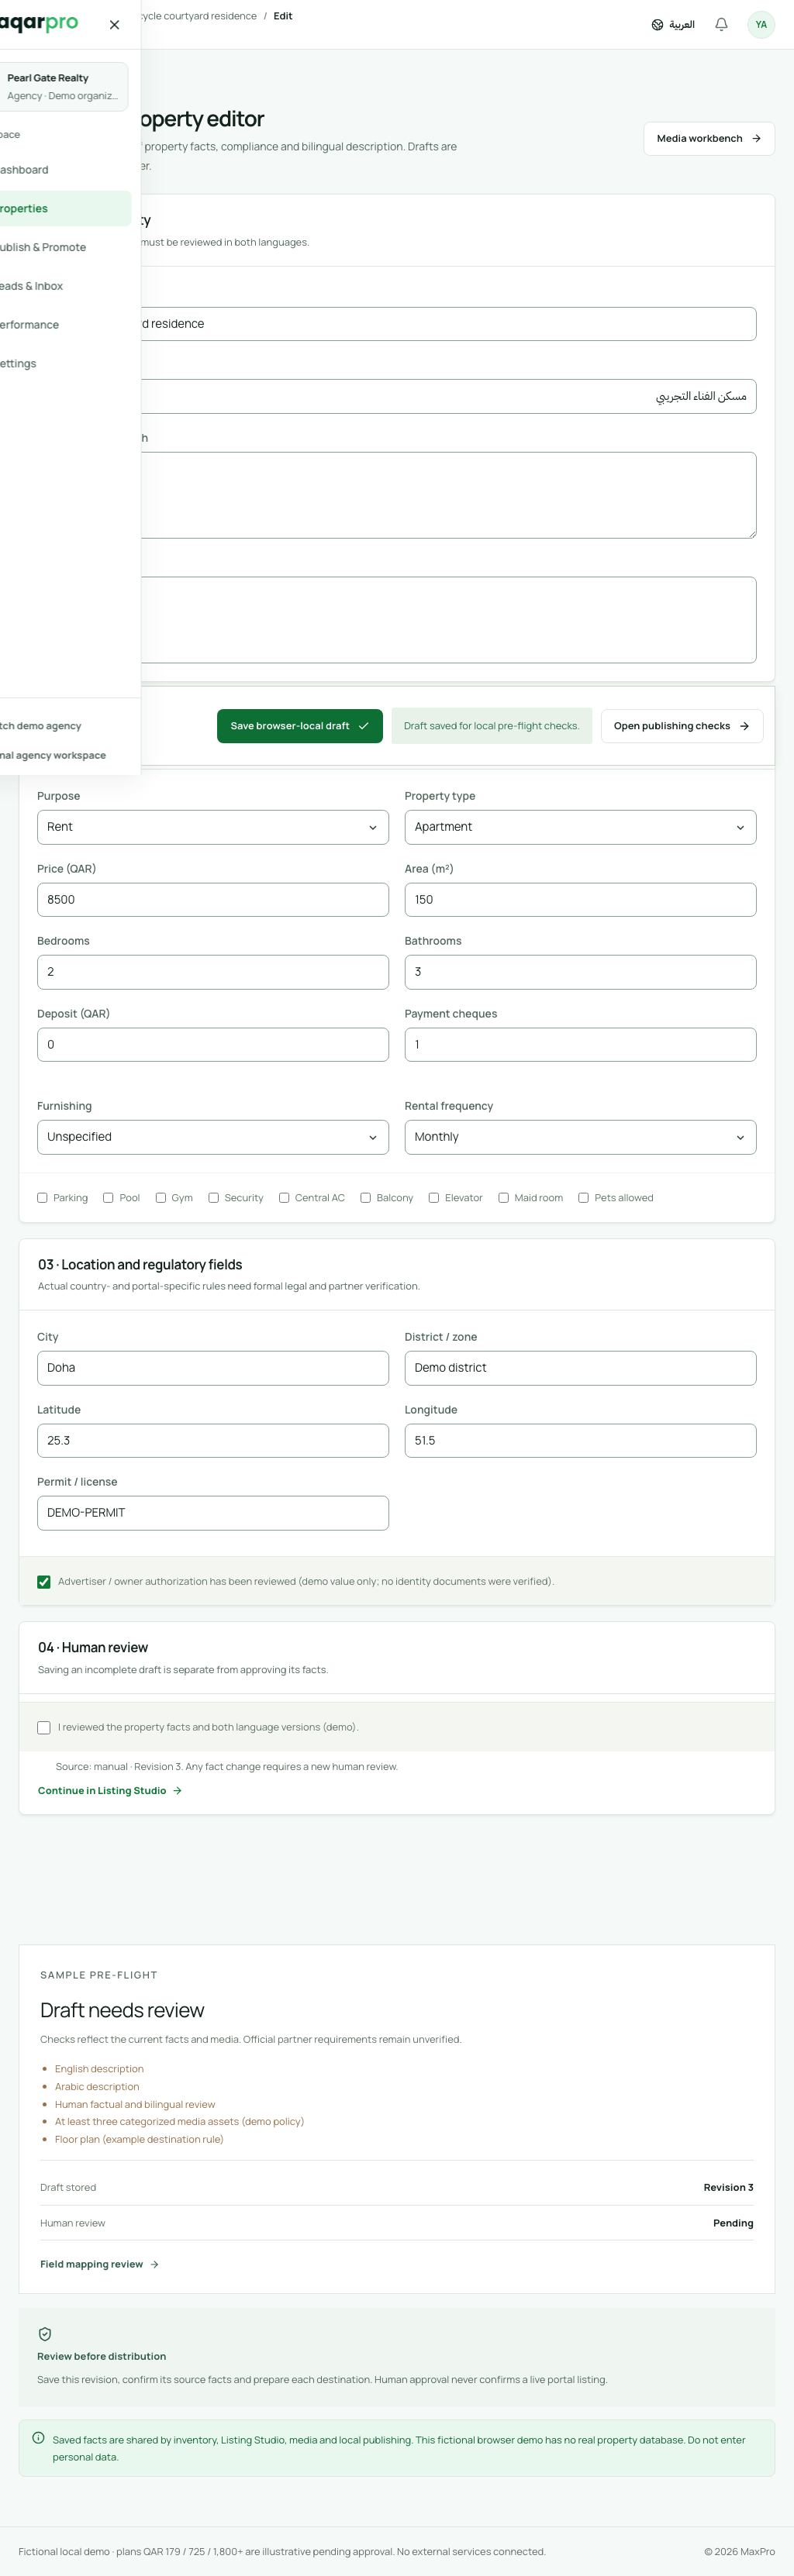 aqarpro
cycle courtyard residence / Edit
العربية
YA
Pearl Gate Realty
Agency · Demo organiz...
pace
ashboard
roperties
ublish & Promote
eads & Inbox
erformance
ettings
tch demo agency
nal agency workspace
operty editor
property facts, compliance and bilingual description. Drafts are
er.
Media workbench
ty
must be reviewed in both languages.
d residence
مسكن الفناء التجريبي
h
Save browser-local draft
Draft saved for local pre-flight checks.
Open publishing checks
Purpose
Property type
Rent
Apartment
Price (QAR)
Area (m²)
8500
150
Bedrooms
Bathrooms
2
3
Deposit (QAR)
Payment cheques
0
1
Furnishing
Rental frequency
Unspecified
Monthly
Parking Pool Gym Security Central AC Balcony Elevator Maid room Pets allowed
03 · Location and regulatory fields
Actual country- and portal-specific rules need formal legal and partner verification.
City
District / zone
Doha
Demo district
Latitude
Longitude
25.3
51.5
Permit / license
DEMO-PERMIT
Advertiser / owner authorization has been reviewed (demo value only; no identity documents were verified).
04 · Human review
Saving an incomplete draft is separate from approving its facts.
I reviewed the property facts and both language versions (demo).
Source: manual · Revision 3. Any fact change requires a new human review.
Continue in Listing Studio
SAMPLE PRE-FLIGHT
Draft needs review
Checks reflect the current facts and media. Official partner requirements remain unverified.
English description
Arabic description
Human factual and bilingual review
At least three categorized media assets (demo policy)
Floor plan (example destination rule)
Draft stored
Revision 3
Human review
Pending
Field mapping review
Review before distribution
Save this revision, confirm its source facts and prepare each destination. Human approval never confirms a live portal listing.
Saved facts are shared by inventory, Listing Studio, media and local publishing. This fictional browser demo has no real property database. Do not enter
personal data.
Fictional local demo · plans QAR 179 / 725 / 1,800+ are illustrative pending approval. No external services connected.
© 2026 MaxPro